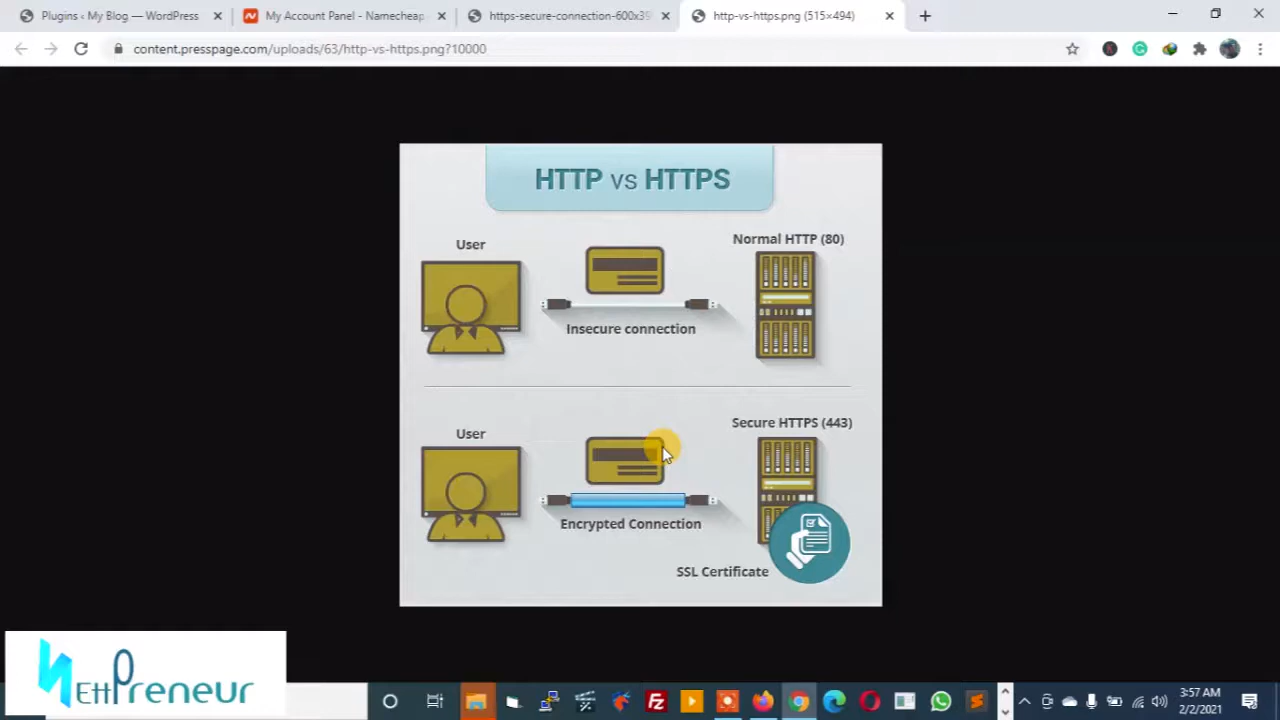 Plugins ‹ My Blog — WordPress
My Account Panel - Namecheap
https-secure-connection-600x39
http-vs-https.png (515×494)
content.presspage.com/uploads/63/http-vs-https.png?10000
HTTP vs HTTPS
User
Normal HTTP (80)
Insecure connection
User
Secure HTTPS (443)
Encrypted Connection
SSL Certificate
NEttpreneur
3:57 AM
2/2/2021